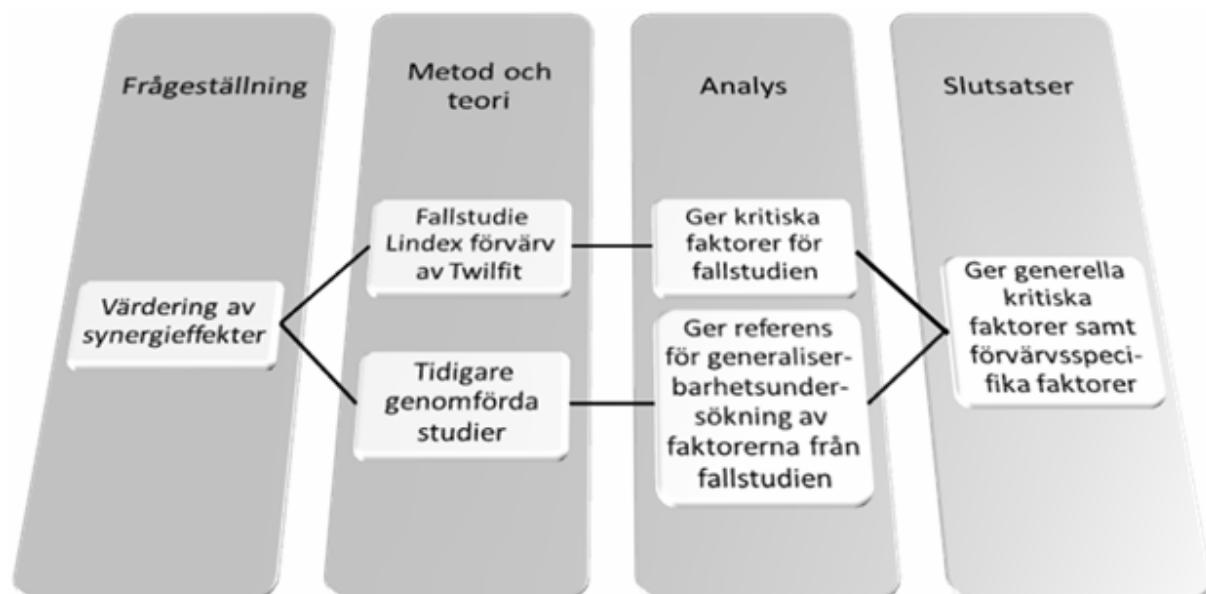 Frågeställning
Metod och
teori
Analys
Slutsatser
Värdering av
synergieffekter
Fallstudie
Lindex förvärv
av Twilfit
Tidigare
genomförda
studier
Ger kritiska
faktorer för
fallstudien
Ger referens
för generaliser-
barhetsunder-
sökning av
faktorerna från
fallstudien
Ger generella
kritiska
faktorer samt
förvärvsspeci-
fika faktorer